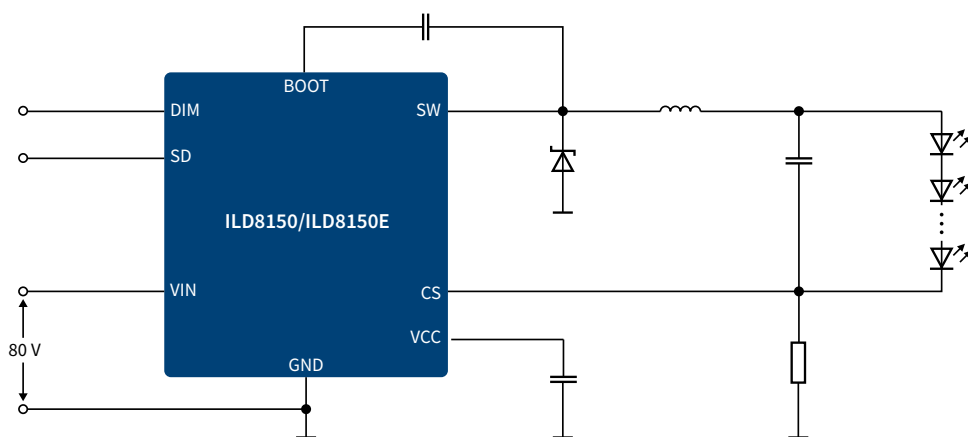 BOOT
DIM
SW
SD
ILD8150/ILD8150E
VIN
CS
VCC
80 V
GND